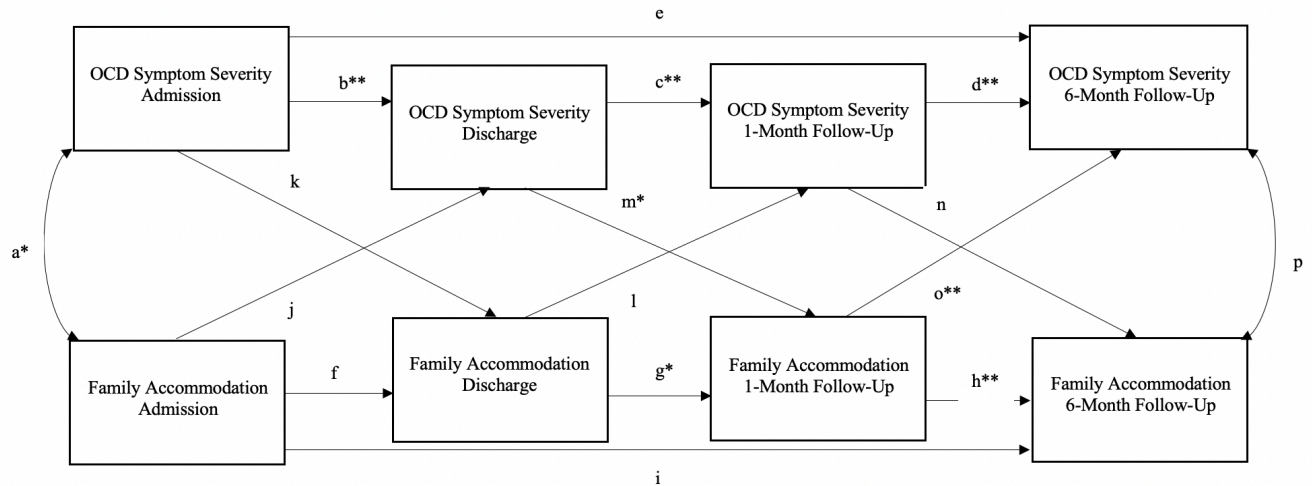 e
OCD Symptom Severity
Admission
b**
OCD Symptom Severity
Discharge
c**
OCD Symptom Severity
1-Month Follow-Up
d**
OCD Symptom Severity
6-Month Follow-Up
k
m*
n
a*
p
j
l
o**
Family Accommodation
Admission
f
Family Accommodation
Discharge
g*
Family Accommodation
1-Month Follow-Up
h**
Family Accommodation
6-Month Follow-Up
i